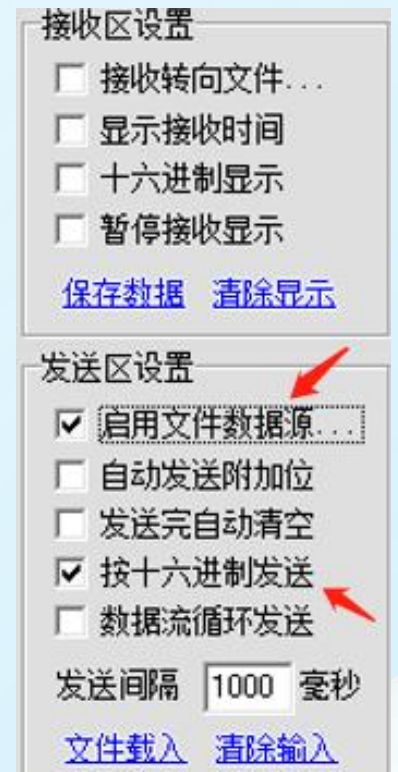 接收区设置
接收转向文件...
显示接收时间
十六进制显示
暂停接收显示
保存数据 清除显示
发送区设置
启用文件数据源...
自动发送附加位
发送完自动清空
按十六进制发送
数据流循环发送
发送间隔 1000 毫秒
文件载入 清除输入